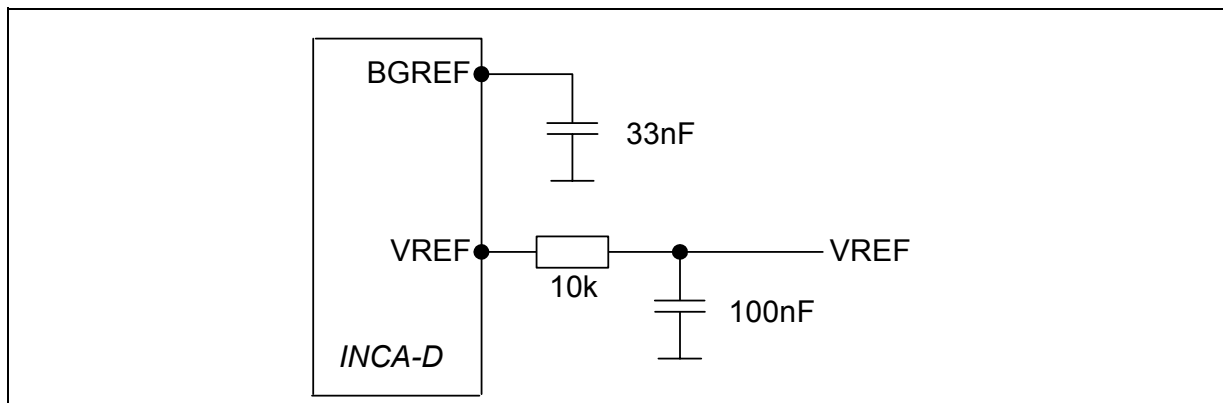 BGREF
33nF
VREF
VREF
10k
100nF
INCA-D